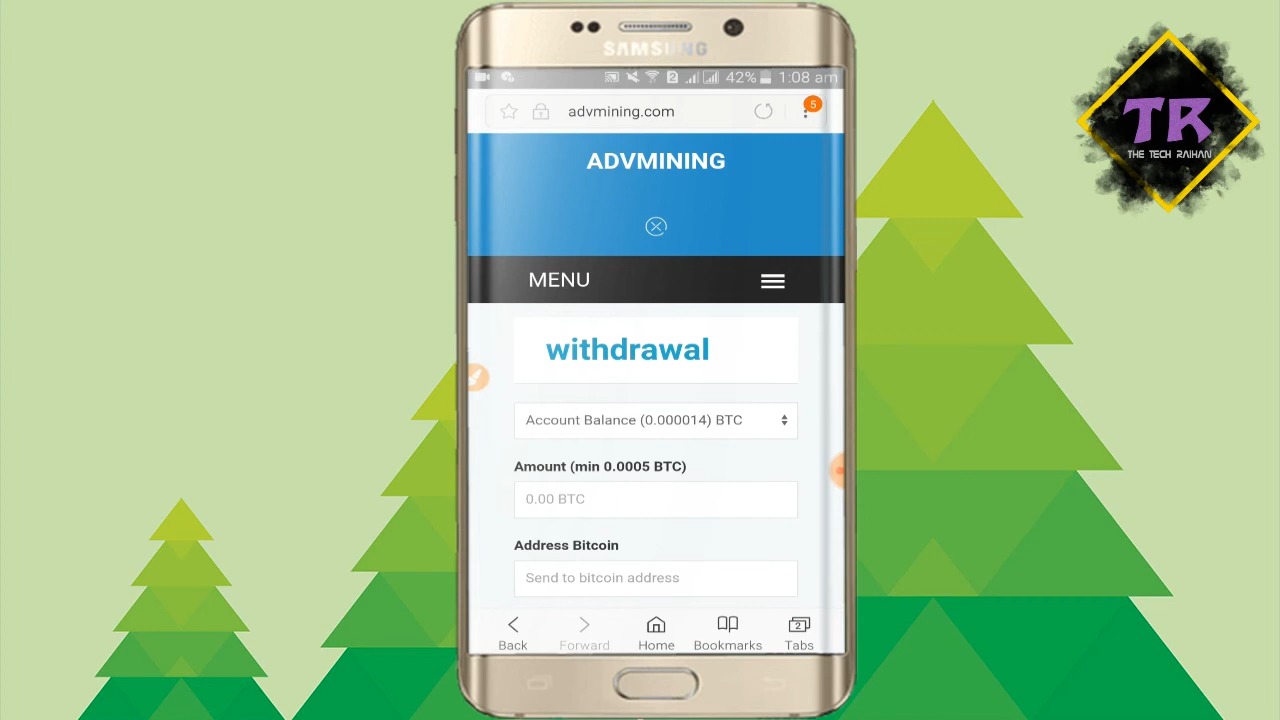 SAMSUNG
2 42% 1:08 am
advmining.com
5
ADVMINING
MENU
withdrawal
Account Balance (0.000014) BTC
Amount (min 0.0005 BTC)
0.00 BTC
Address Bitcoin
Send to bitcoin address
Back Forward Home Bookmarks 2 Tabs
TR
THE TECH RAIHAN